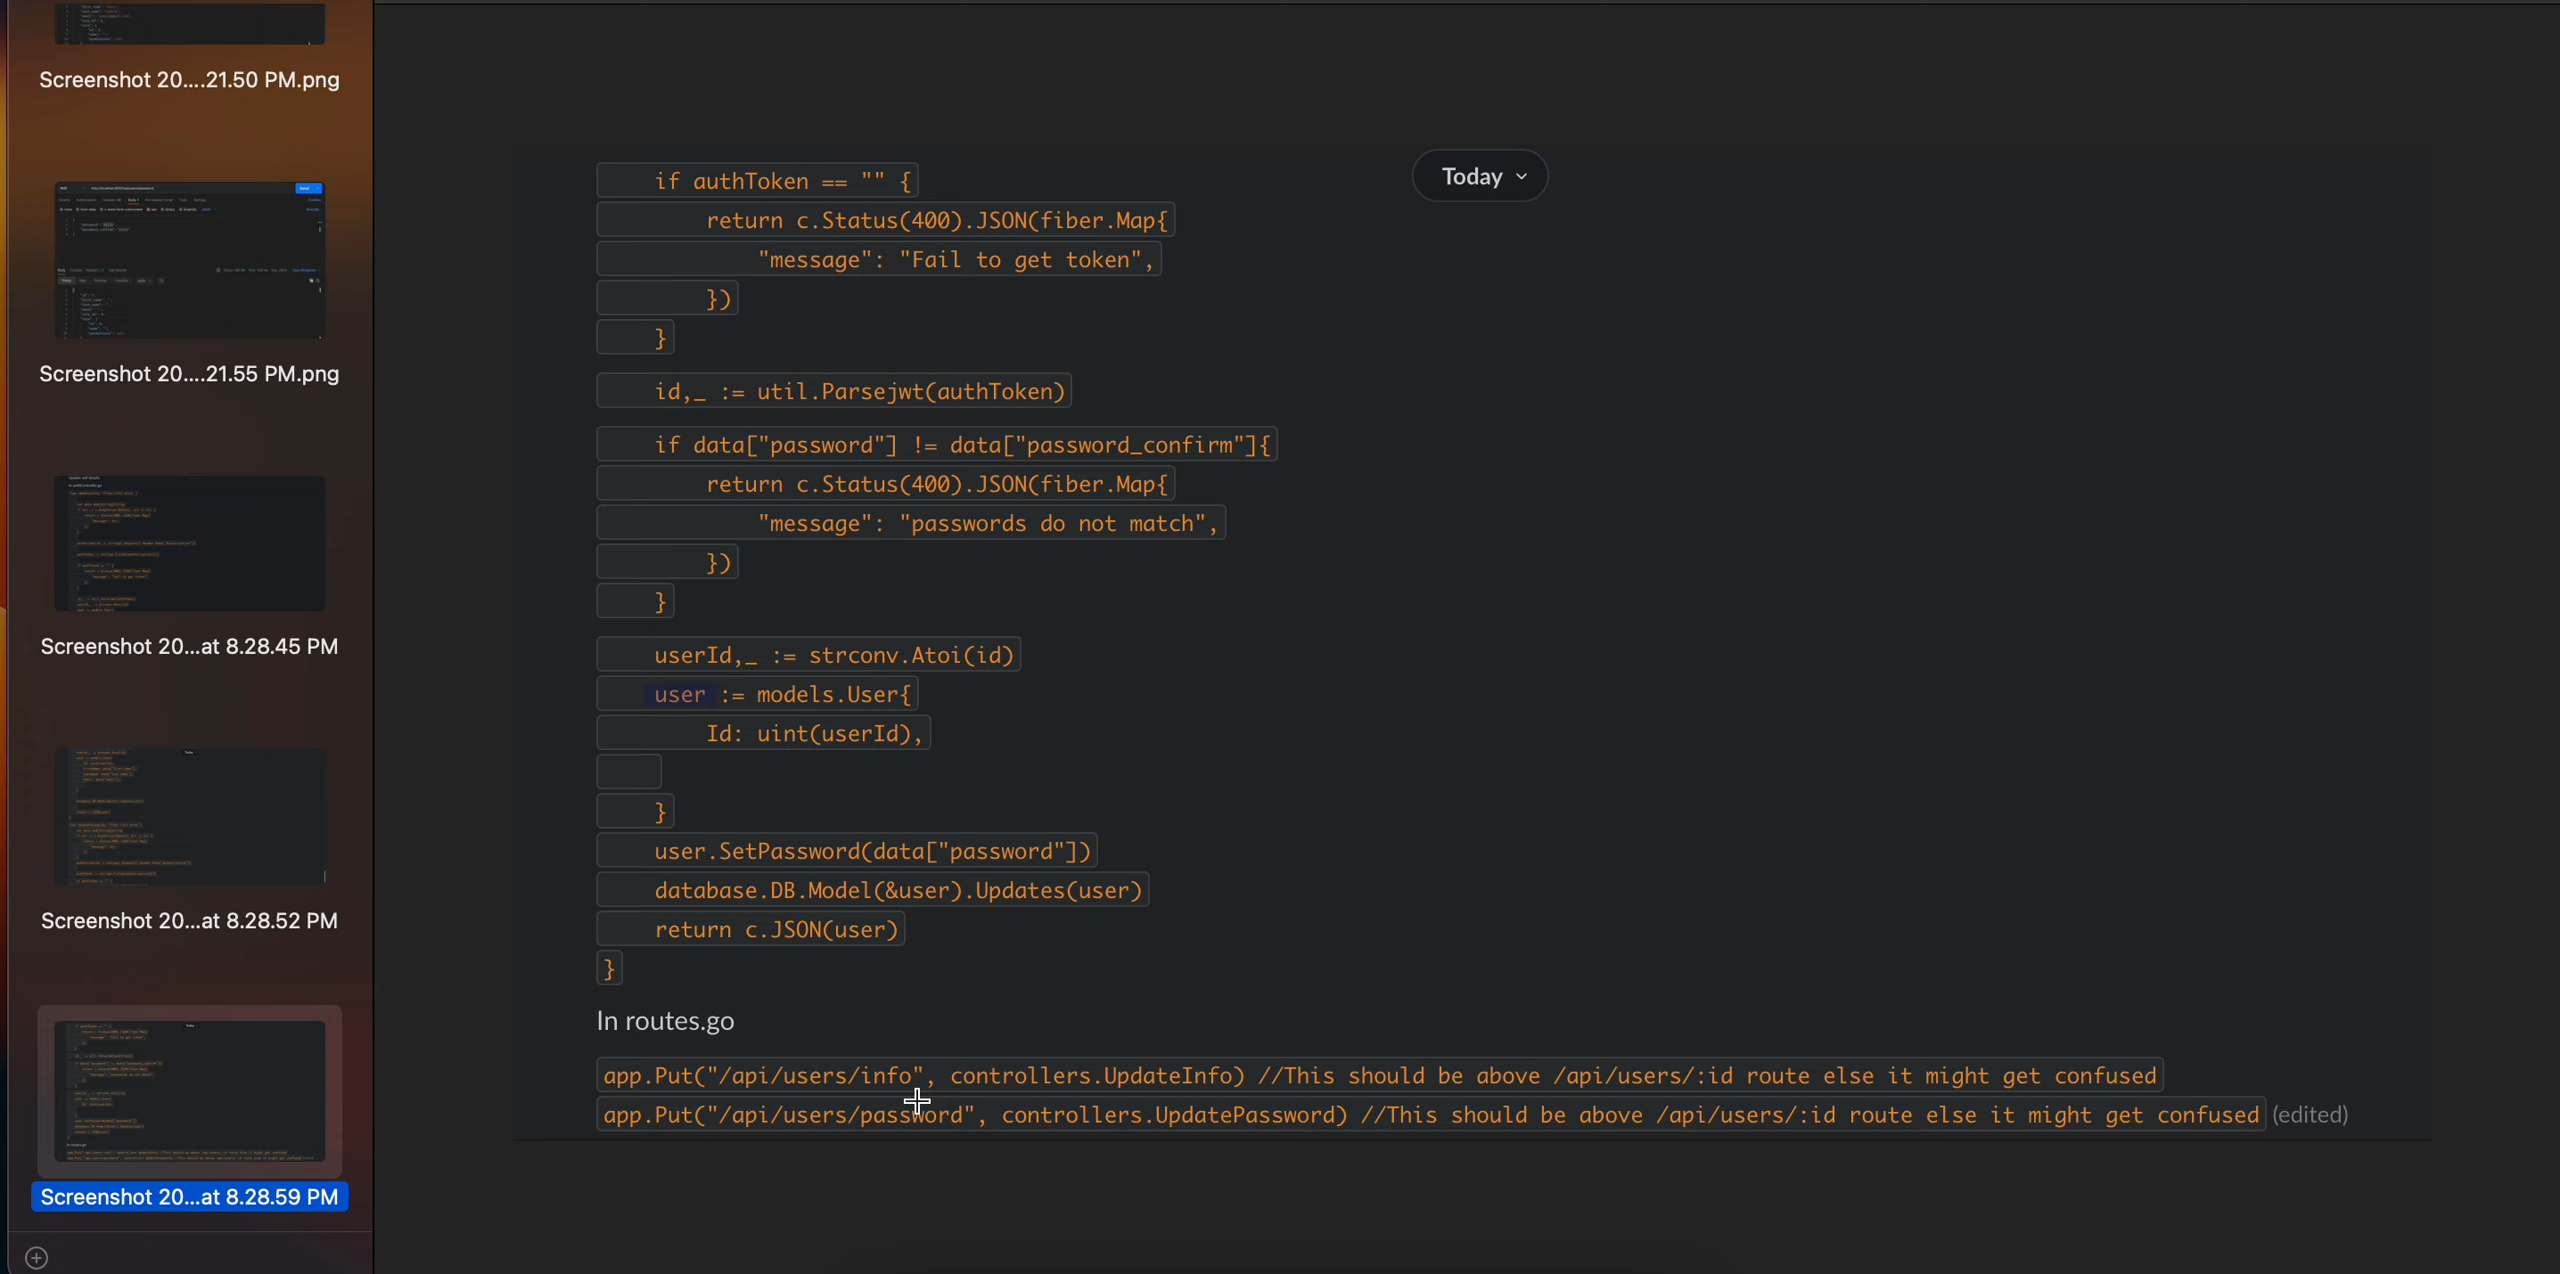 Screenshot 20....21.50 PM.png
Screenshot 20....21.55 PM.png
Screenshot 20...at 8.28.45 PM
Screenshot 20...at 8.28.52 PM
Screenshot 20...at 8.28.59 PM
Today
if authToken == "" {
return c.Status(400).JSON(fiber.Map{
"message": "Fail to get token",
})
}
id,_ := util.Parsejwt(authToken)
if data["password"] != data["password_confirm"]{
return c.Status(400).JSON(fiber.Map{
"message": "passwords do not match",
})
}
userId,_ := strconv.Atoi(id)
user := models.User{
Id: uint(userId),
}
user.SetPassword(data["password"])
database.DB.Model(&user).Updates(user)
return c.JSON(user)
}
In routes.go
app.Put("/api/users/info", controllers.UpdateInfo) //This should be above /api/users/:id route else it might get confused
app.Put("/api/users/password", controllers.UpdatePassword) //This should be above /api/users/:id route else it might get confused (edited)